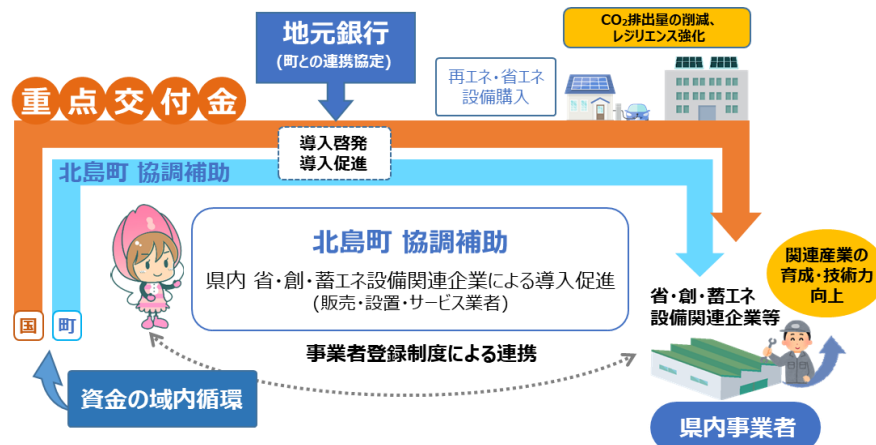 CO₂排出量の削減、
レジリエンス強化
地元銀行
(町との連携協定)
再エネ・省エネ
設備購入
重点交付金
導入啓発
導入促進
北島町 協調補助
北島町 協調補助
県内 省・創・蓄エネ設備関連企業による導入促進
(販売・設置・サービス業者)
関連産業の
育成・技術力
向上
省・創・蓄エネ
設備関連企業等
国 町
事業者登録制度による連携
資金の域内循環
県内事業者